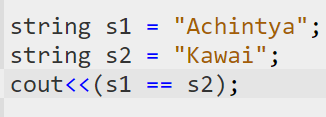 string s1 = "Achintya";
string s2 = "Kawai";
cout<<(s1 == s2);